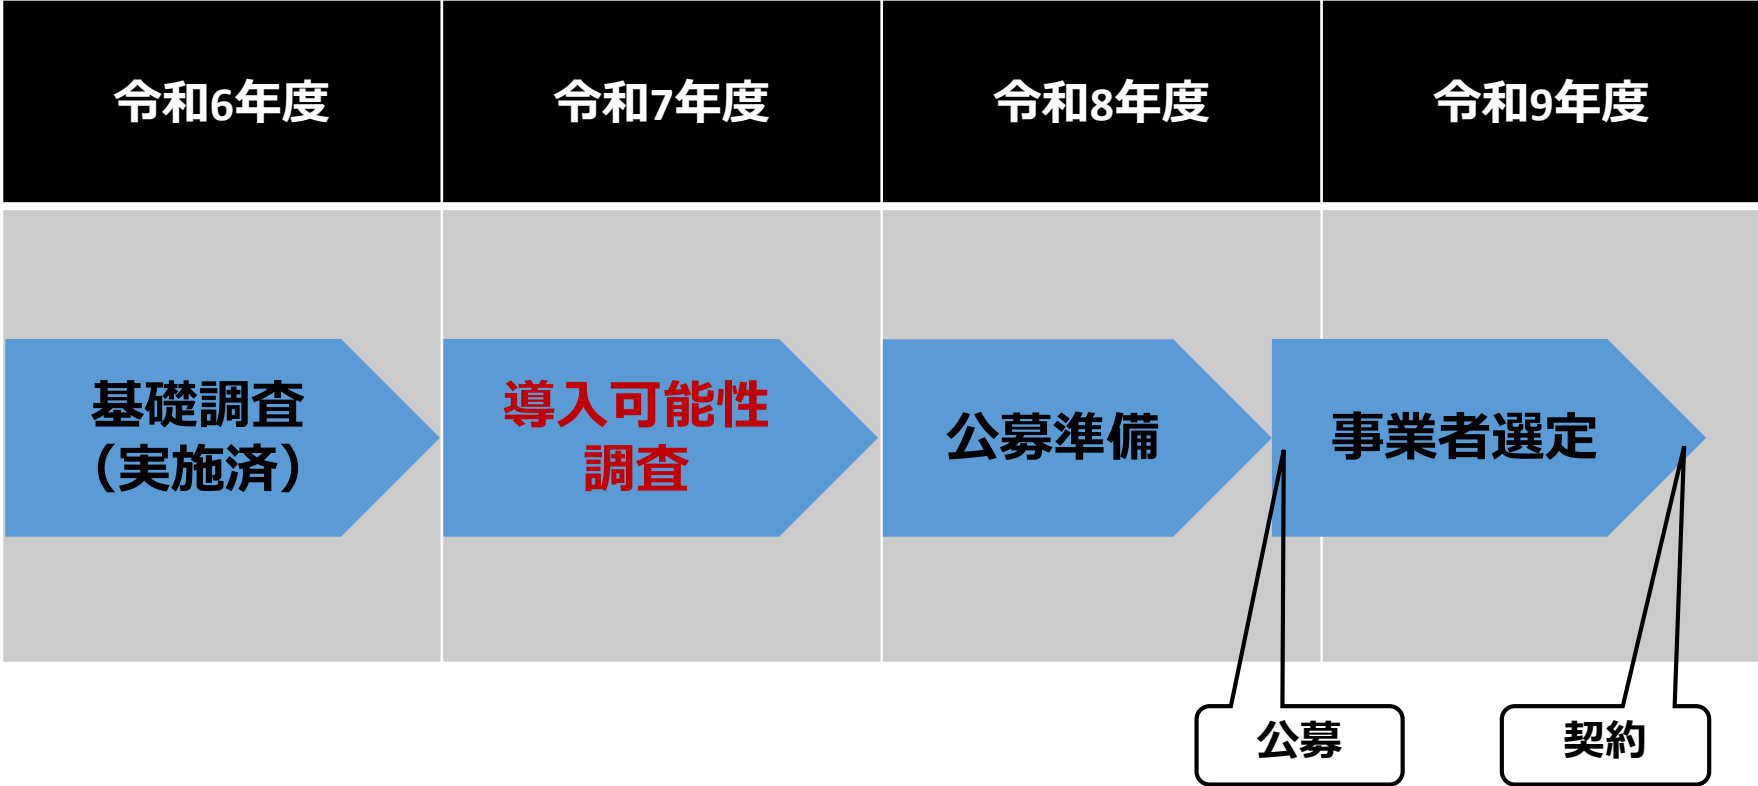 令和6年度
令和7年度
令和8年度
令和9年度
基礎調査
（実施済）
導入可能性
調査
公募準備
事業者選定
公募
契約